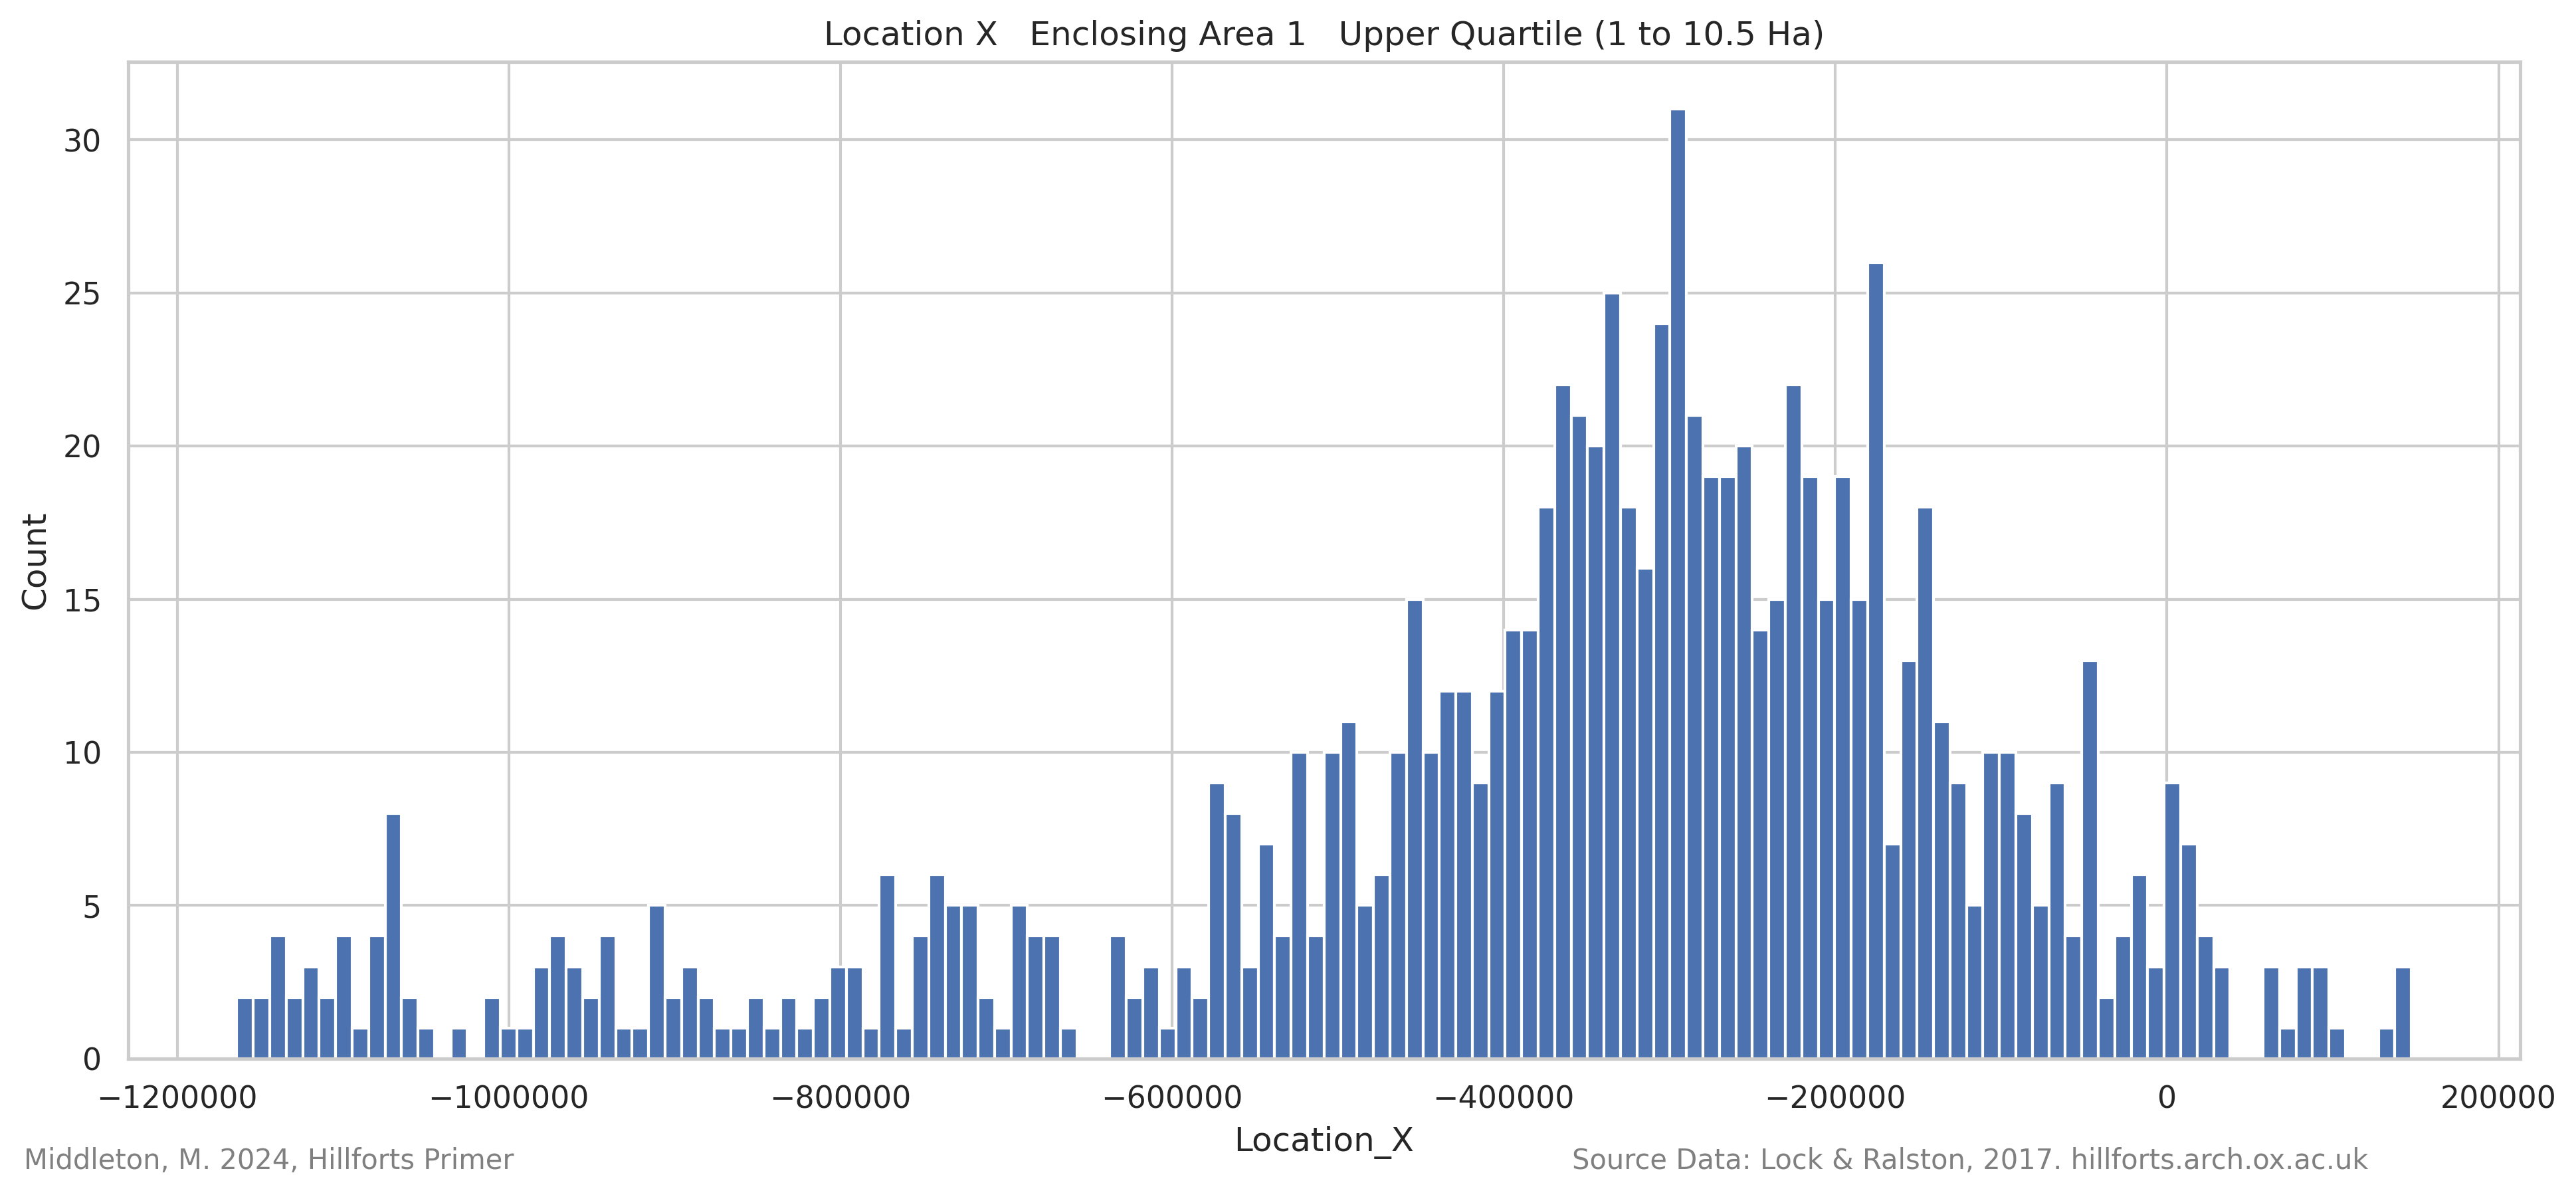 Location X   Enclosing Area 1   Upper Quartile (1 to 10.5 Ha)
30
25
20
15
10
5
0
Count
−1200000 −1000000 −800000 −600000 −400000 −200000 0 200000
Location_X
Middleton, M. 2024, Hillforts Primer
Source Data: Lock & Ralston, 2017. hillforts.arch.ox.ac.uk